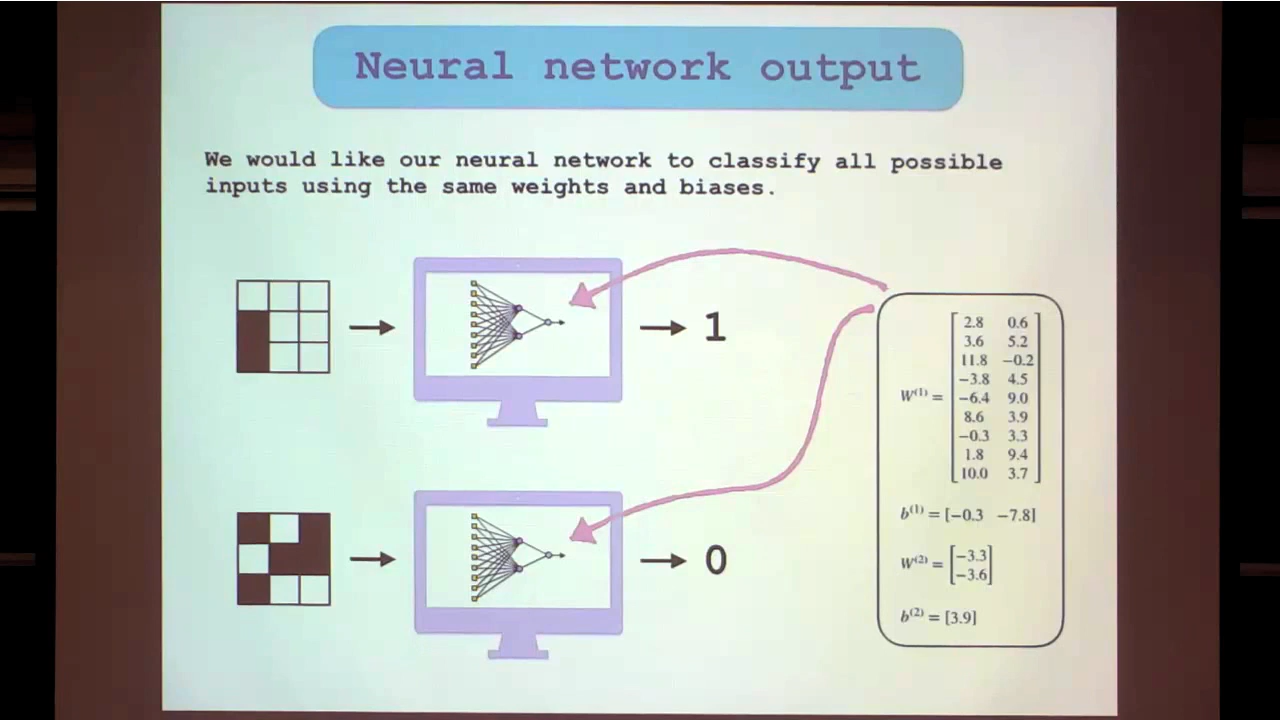 Neural network output
We would like our neural network to classify all possible
inputs using the same weights and biases.
1
0
W(1) =
2.8 0.6
3.6 5.2
11.8 −0.2
−3.8 4.5
−6.4 9.0
8.6 3.9
−0.3 3.3
1.8 9.4
10.0 3.7
b(1) = [−0.3 −7.8]
W(2) =
−3.3
−3.6
b(2) = [3.9]